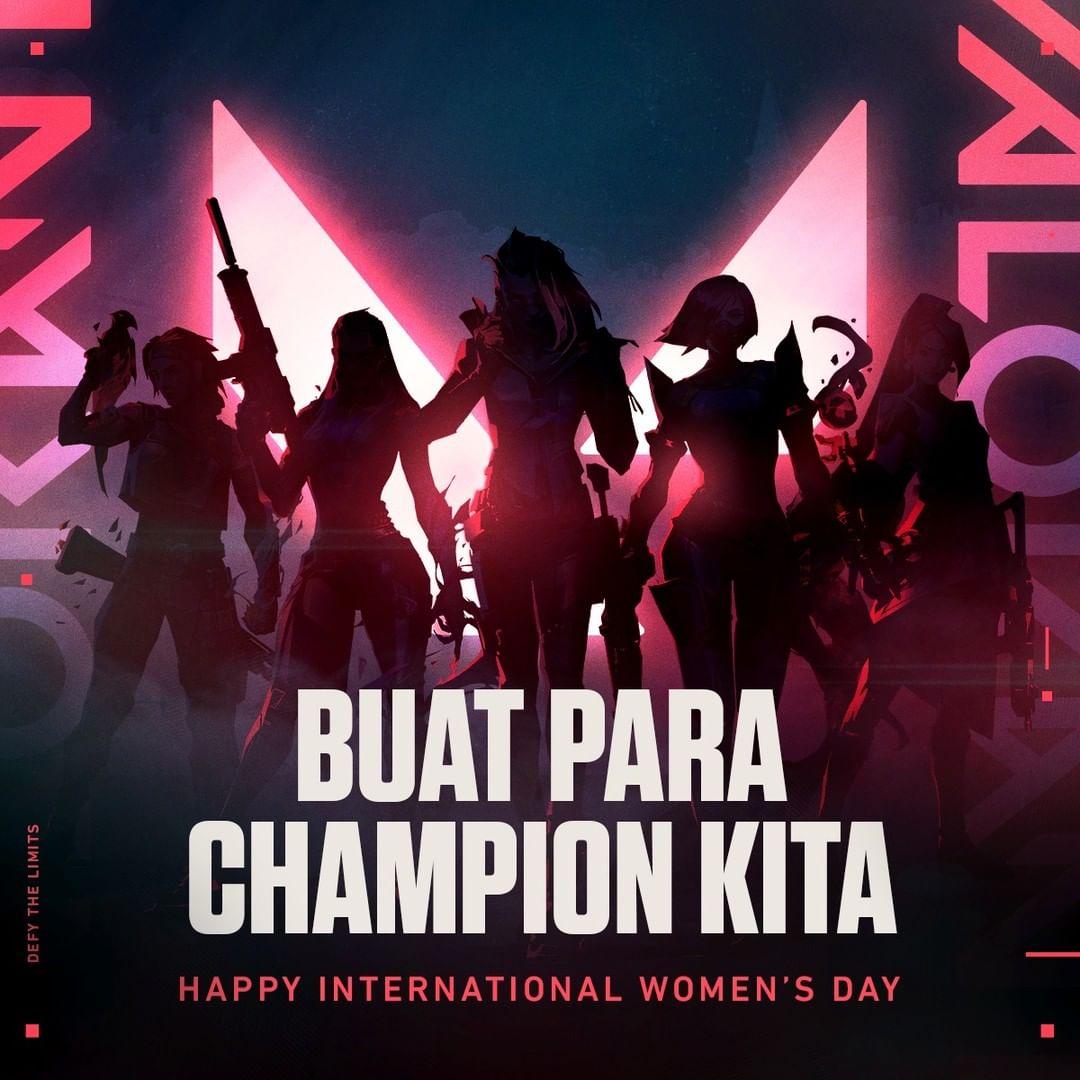 BUAT PARA
CHAMPION KITA
HAPPY INTERNATIONAL WOMEN'S DAY
DEFY THE LIMITS